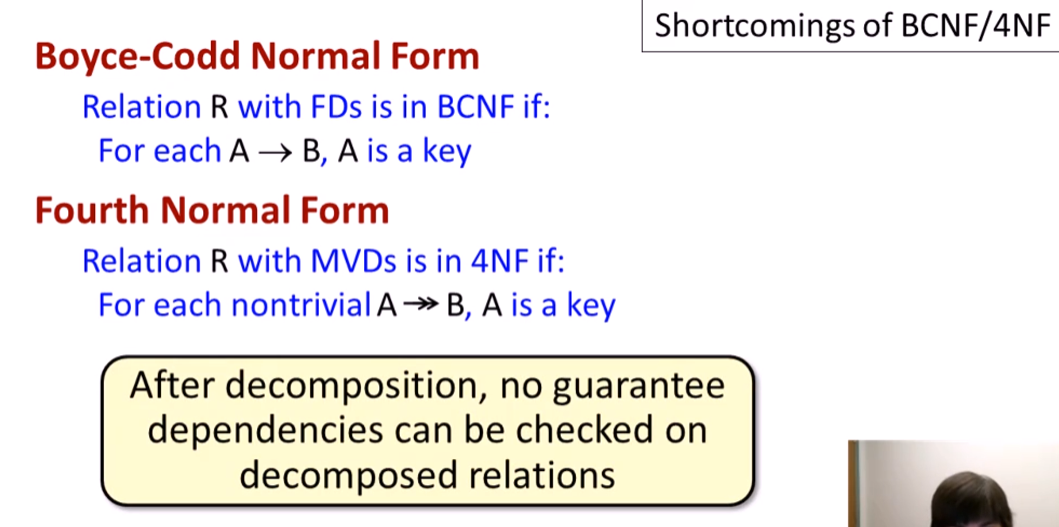 Shortcomings of BCNF/4NF
Boyce-Codd Normal Form
Relation R with FDs is in BCNF if:
For each A → B, A is a key
Fourth Normal Form
Relation R with MVDs is in 4NF if:
For each nontrivial A ↠ B, A is a key
After decomposition, no guarantee
dependencies can be checked on
decomposed relations